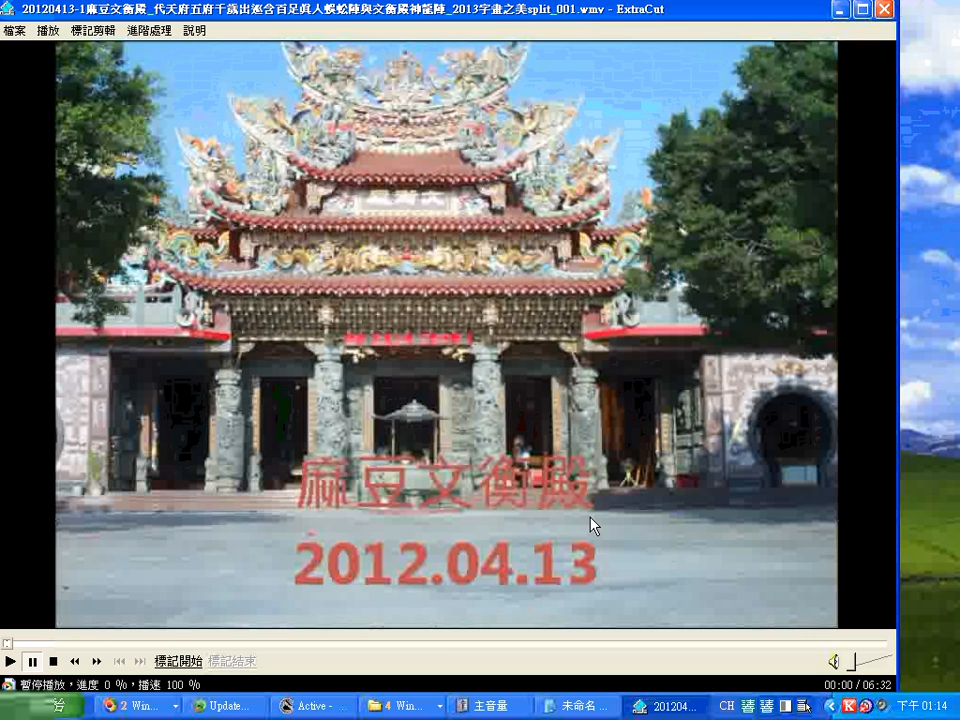 20120413-1麻豆文衡殿_代天府五府千歲出巡含百足真人蜈蚣陣與文衡殿神龍陣_2013宇畫之美split_001.wmv - ExtraCut
檔案 播放 標記剪輯 進階處理 說明
麻豆文衡殿
2012.04.13
標記開始 標記結束
暫停播放，進度 0 %，播速 100 %
00:00 / 06:32
2 Win... Update... Active - ... 4 Win... 主音量 未命名 ... 201204... CH 下午 01:14